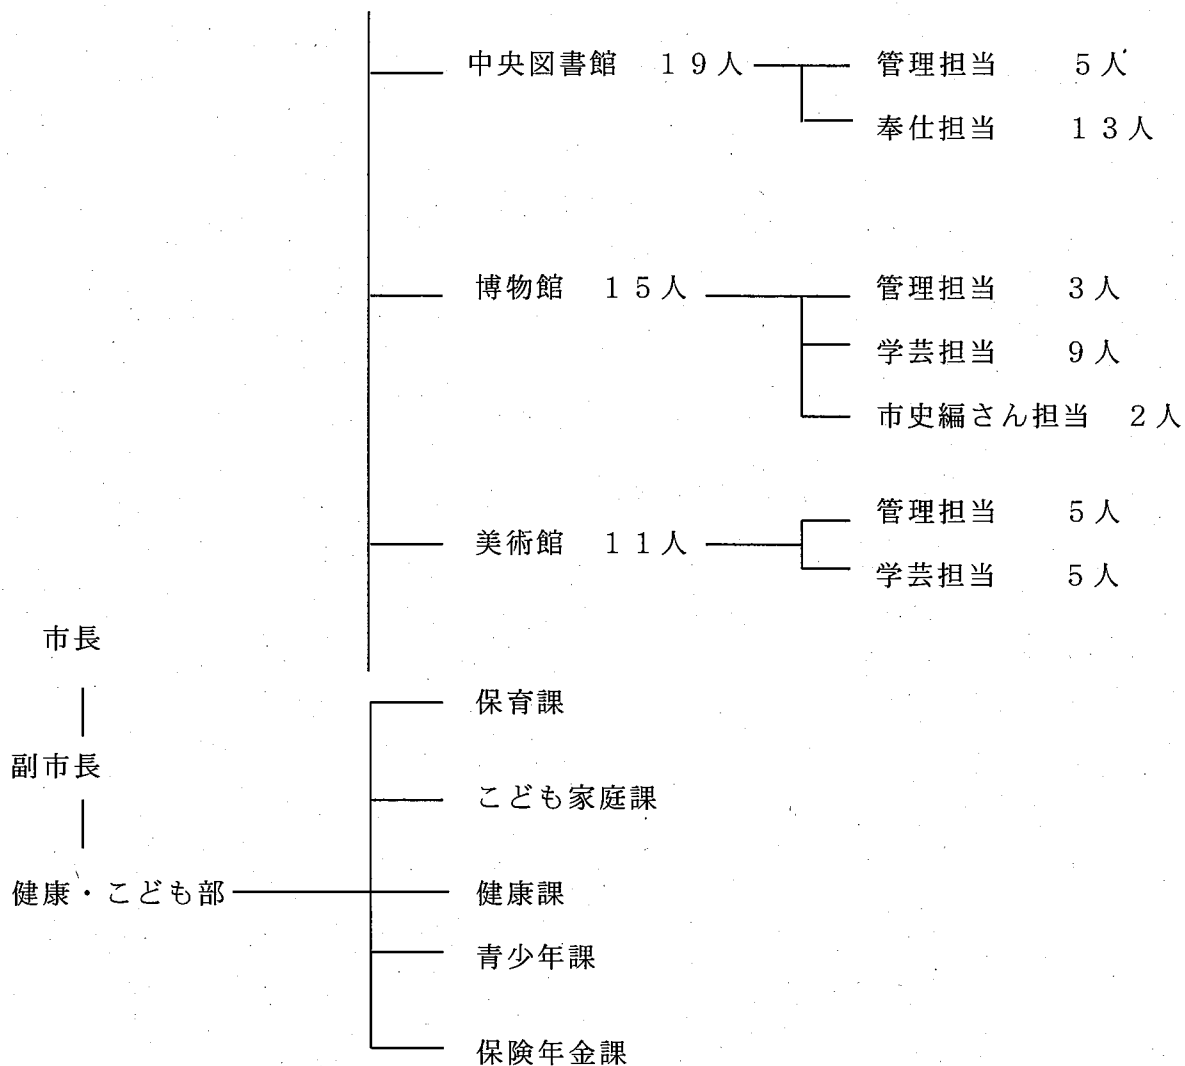 中央図書館 19人 管理担当 5人
奉仕担当 13人
博物館 15人 管理担当 3人
学芸担当 9人
市史編さん担当 2人
管理担当 5人
美術館 11人
学芸担当 5人
市長
保育課
副市長
こども家庭課
健康・こども部 健康課
青少年課
保険年金課